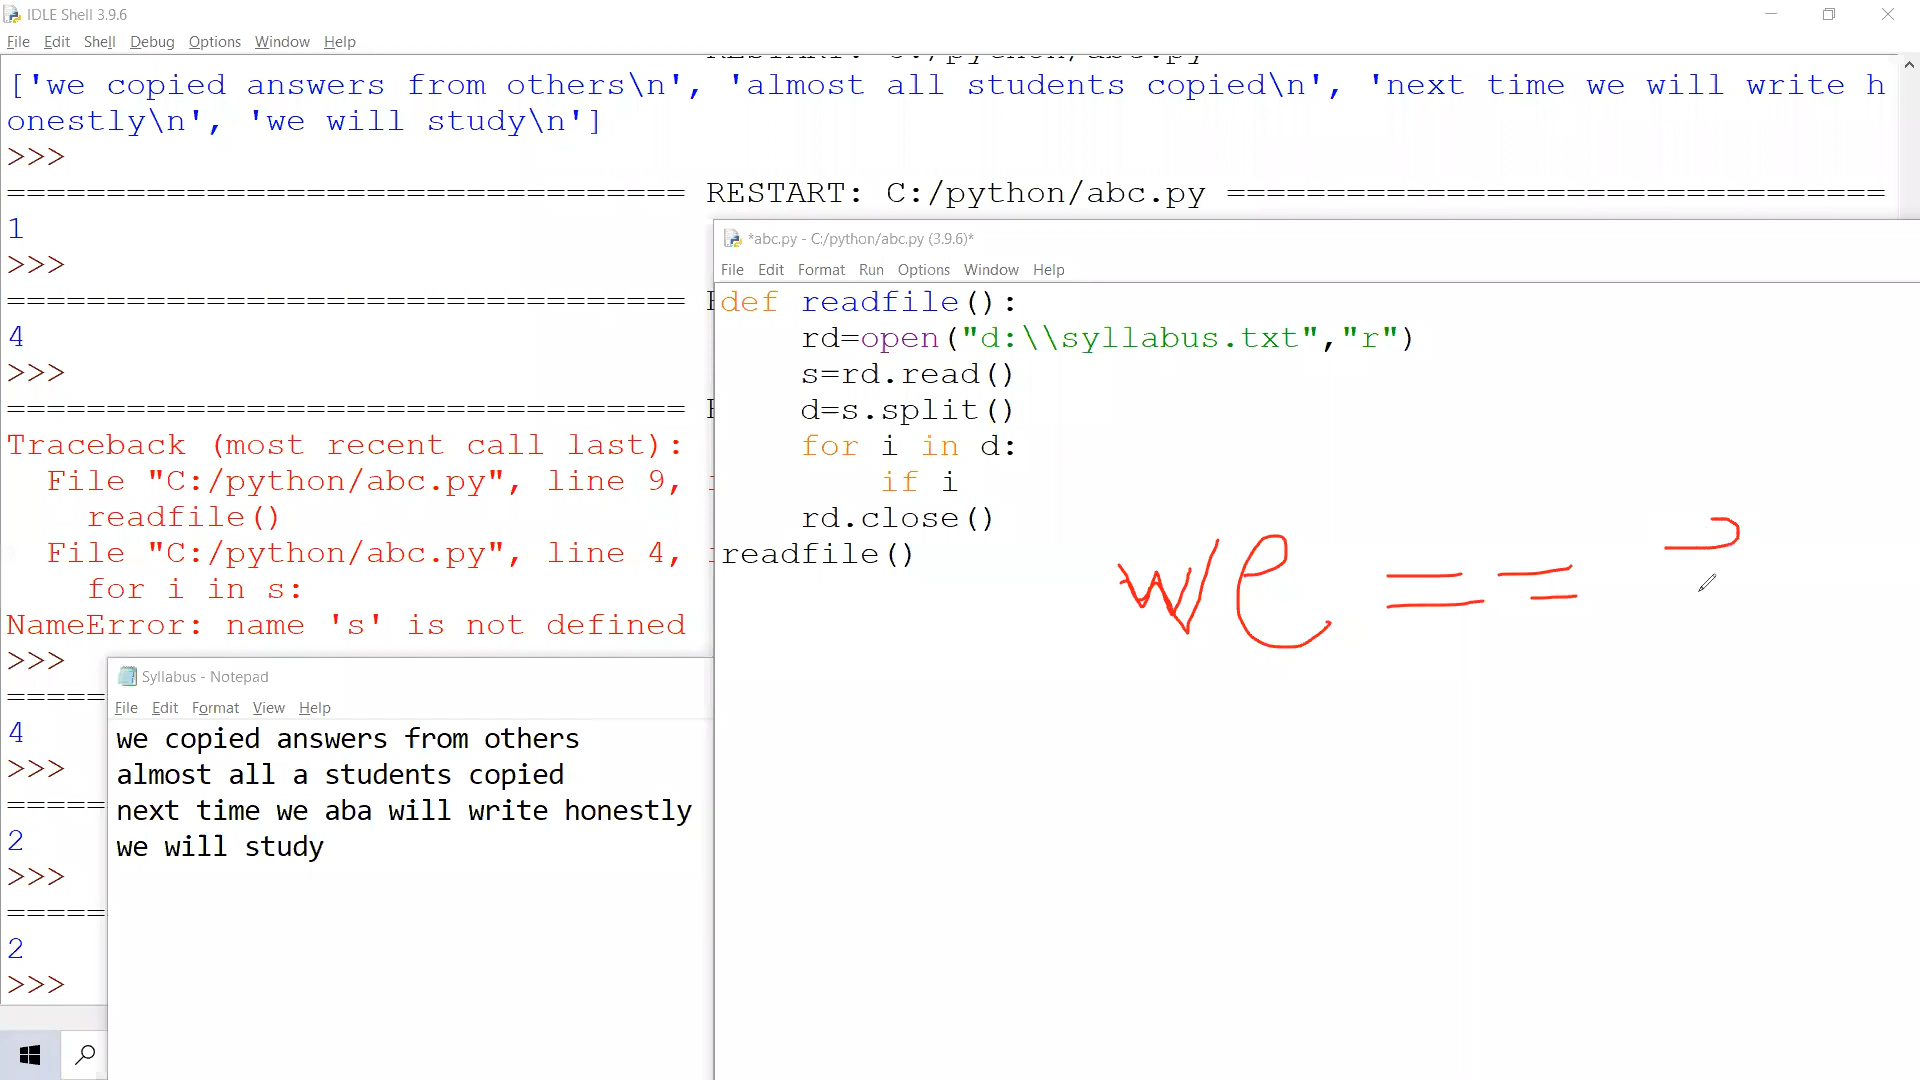 IDLE Shell 3.9.6
File Edit Shell Debug Options Window Help
['we copied answers from others\n', 'almost all students copied\n', 'next time we will write h
onestly\n', 'we will study\n']
>>>
================================== RESTART: C:/python/abc.py =================================
1
>>>
==================================
4
>>>
==================================
Traceback (most recent call last):
File "C:/python/abc.py", line 9,
readfile()
File "C:/python/abc.py", line 4,
for i in s:
NameError: name 's' is not defined
>>>
=====
4
>>>
=====
2
>>>
=====
2
>>>
*abc.py - C:/python/abc.py (3.9.6)*
File Edit Format Run Options Window Help
def readfile():
rd=open("d:\\syllabus.txt","r")
s=rd.read()
d=s.split()
for i in d:
if i
rd.close()
readfile()
we == =
Syllabus - Notepad
File Edit Format View Help
we copied answers from others
almost all a students copied
next time we aba will write honestly
we will study